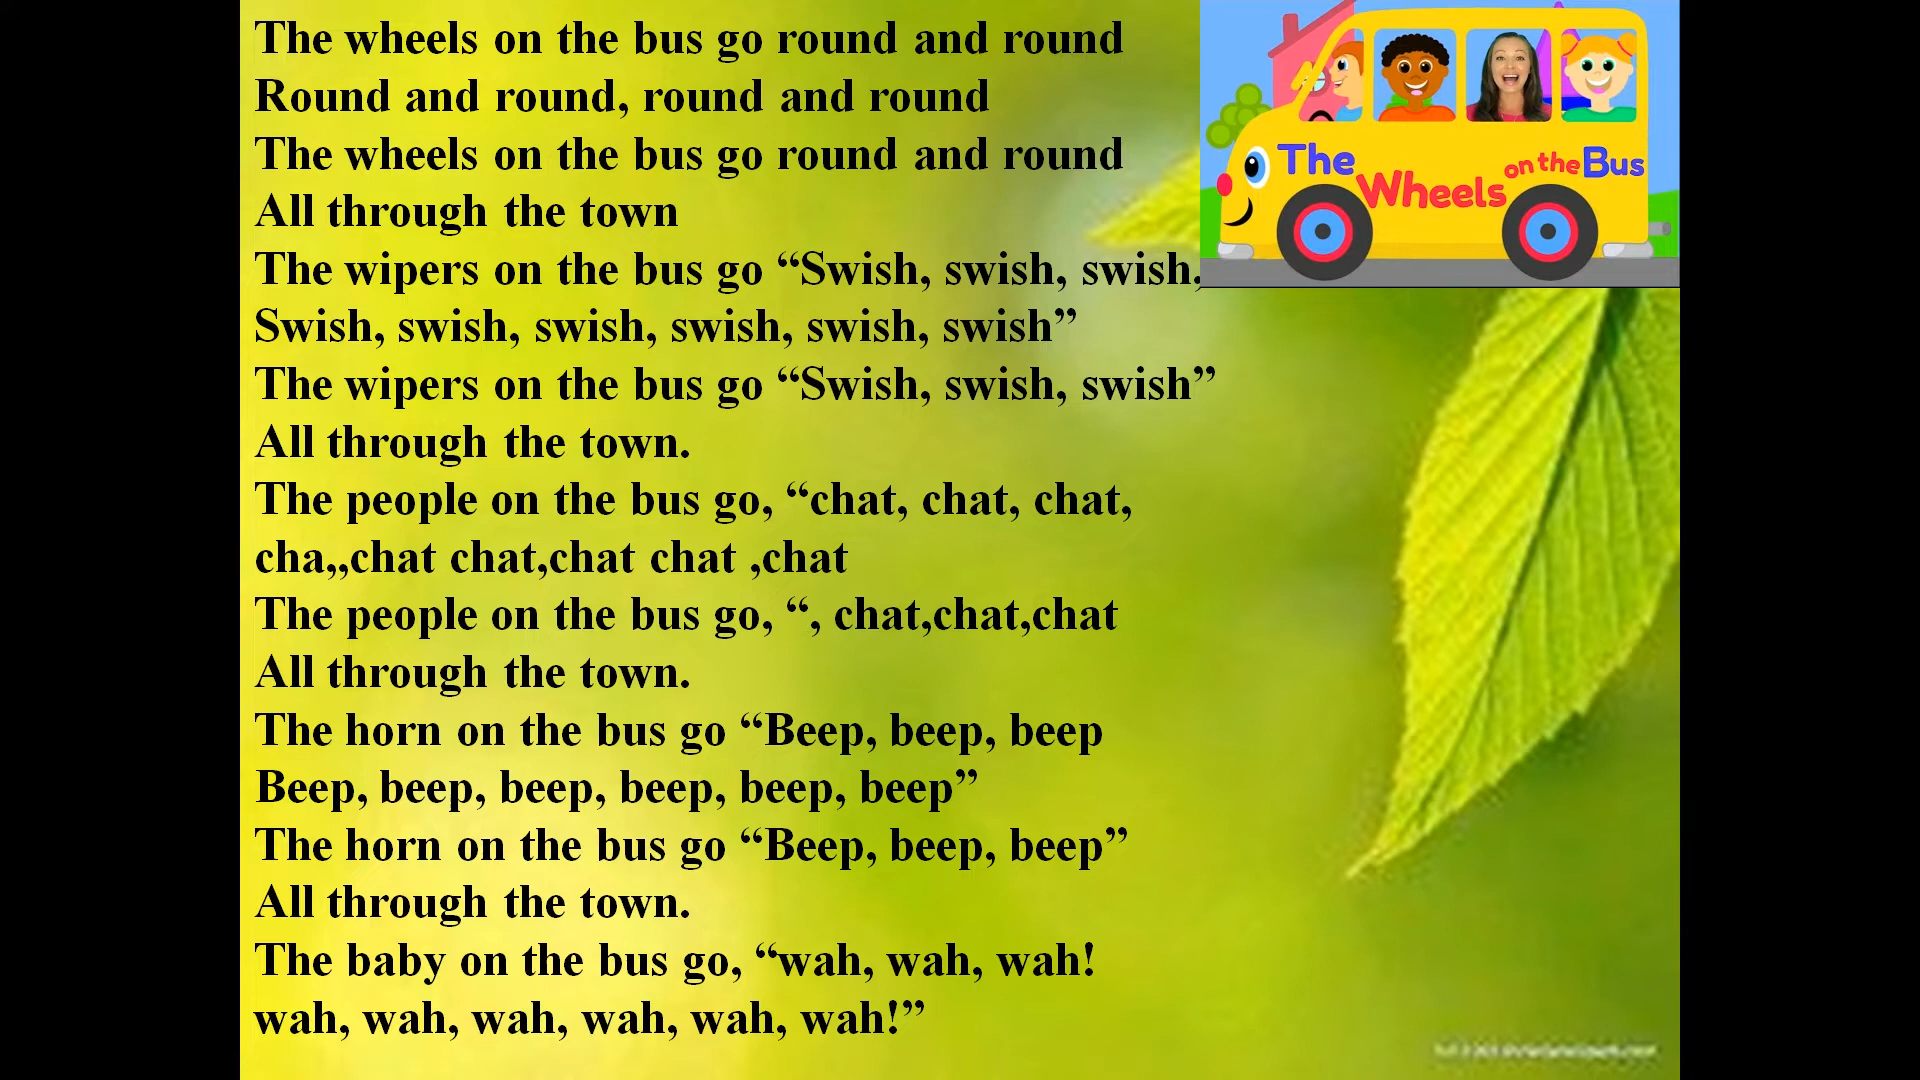 The wheels on the bus go round and round
Round and round, round and round
The wheels on the bus go round and round
All through the town
The wipers on the bus go “Swish, swish, swish,
Swish, swish, swish, swish, swish, swish”
The wipers on the bus go “Swish, swish, swish”
All through the town.
The people on the bus go, “chat, chat, chat,
cha,,chat chat,chat chat ,chat
The people on the bus go, “, chat,chat,chat
All through the town.
The horn on the bus go “Beep, beep, beep
Beep, beep, beep, beep, beep, beep”
The horn on the bus go “Beep, beep, beep”
All through the town.
The baby on the bus go, “wah, wah, wah!
wah, wah, wah, wah, wah, wah!”
The Wheels on the Bus